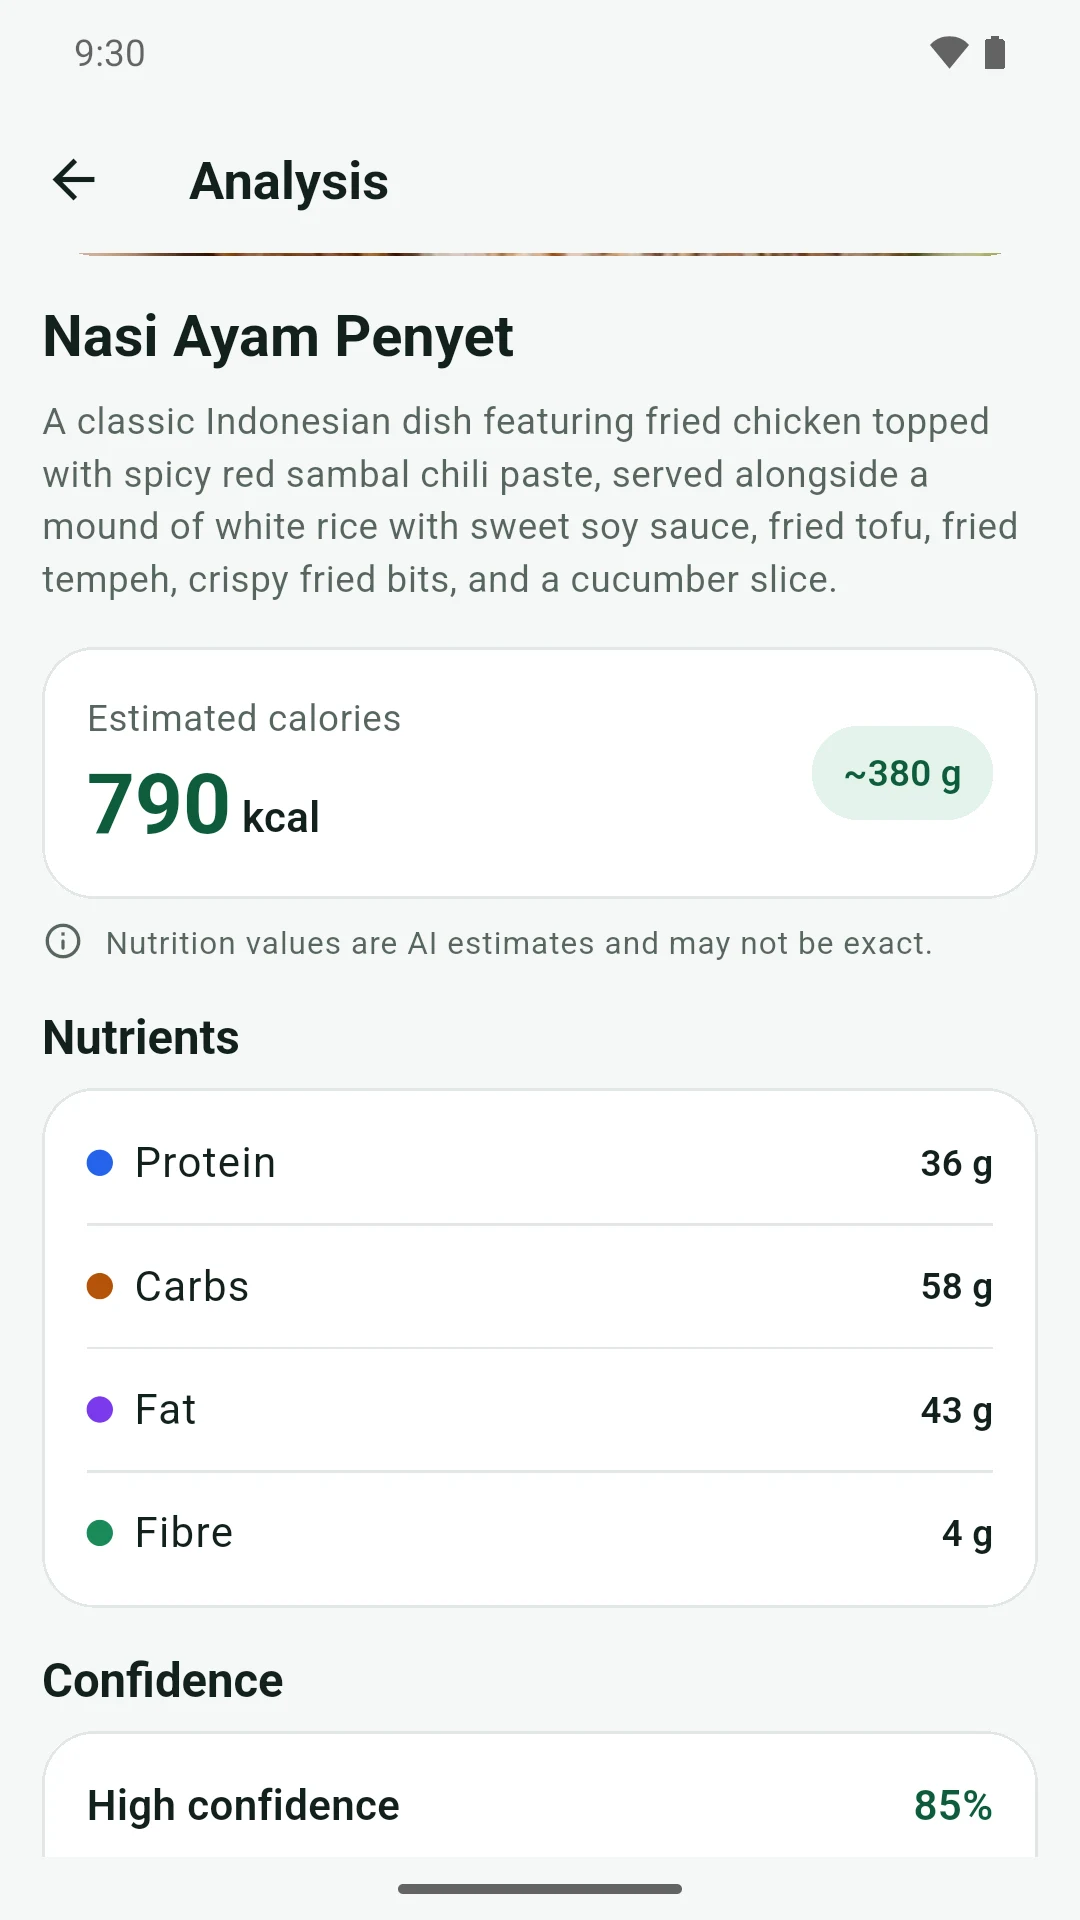 9:30
Analysis
Nasi Ayam Penyet
A classic Indonesian dish featuring fried chicken topped
with spicy red sambal chili paste, served alongside a
mound of white rice with sweet soy sauce, fried tofu, fried
tempeh, crispy fried bits, and a cucumber slice.
Estimated calories
790 kcal
~380 g
Nutrition values are AI estimates and may not be exact.
Nutrients
Protein 36 g
Carbs 58 g
Fat 43 g
Fibre 4 g
Confidence
High confidence 85%